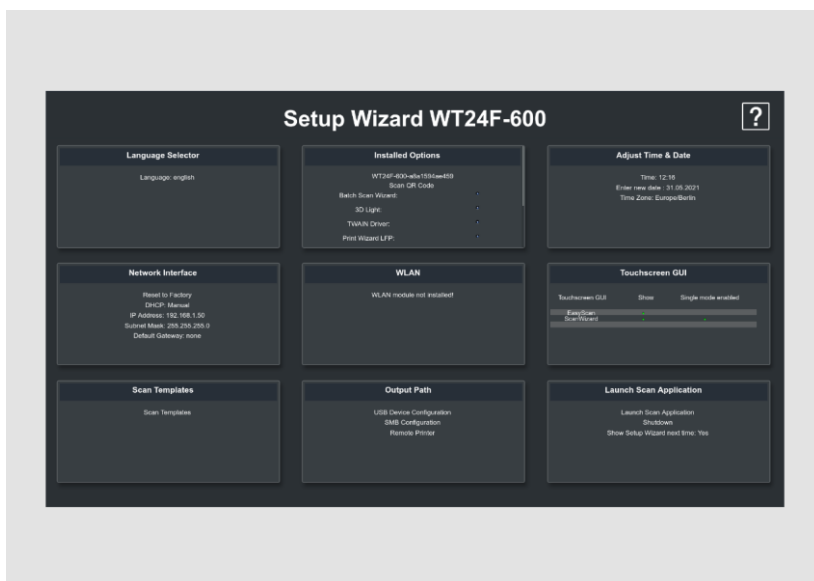 Setup Wizard WT24F-600
?
Language Selector
Language: english
Installed Options
WT24F-600-a8a1594ae459
Scan QR Code
Batch Scan Wizard:
3D Light:
TWAIN Driver:
Print Wizard LFP:
Adjust Time & Date
Time: 12:16
Enter new date : 31.05.2021
Time Zone: Europe/Berlin
Network Interface
Reset to Factory
DHCP: Manual
IP Address: 192.168.1.50
Subnet Mask: 255.255.255.0
Default Gateway: none
WLAN
WLAN module not installed!
Touchscreen GUI
Touchscreen GUI Show Single mode enabled
EasyScan
ScanWizard
Scan Templates
Scan Templates
Output Path
USB Device Configuration
SMB Configuration
Remote Printer
Launch Scan Application
Launch Scan Application
Shutdown
Show Setup Wizard next time: Yes